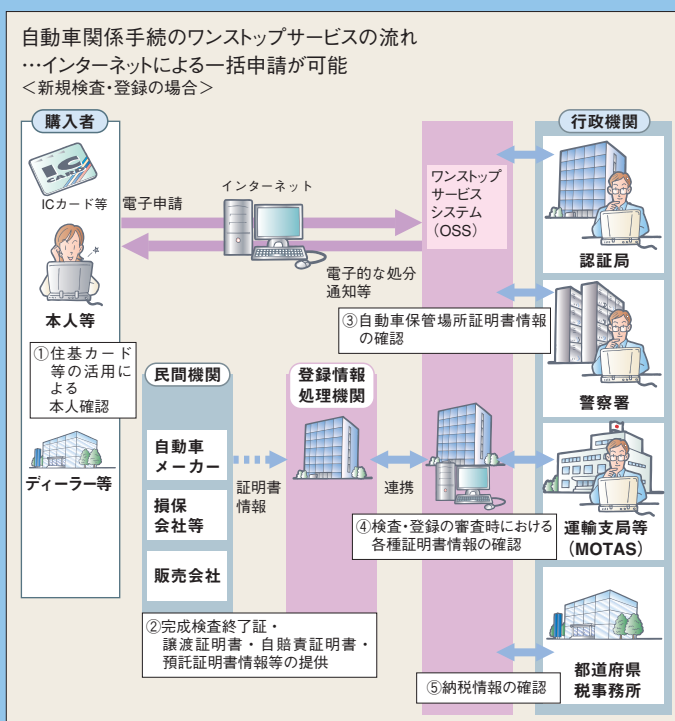 自動車関係手続のワンストップサービスの流れ
…インターネットによる一括申請が可能
＜新規検査・登録の場合＞
購入者
IC
CARD
ICカード等
本人等
①住基カード
等の活用に
よる
本人確認
ディーラー等
電子申請
インターネット
電子的な処分
通知等
ワンストップ
サービス
システム
（OSS）
行政機関
認証局
③自動車保管場所証明書情報
の確認
警察署
民間機関
自動車
メーカー
損保
会社等
販売会社
証明書
情報
登録情報
処理機関
連携
④検査・登録の審査時における
各種証明書情報の確認
運輸支局等
（MOTAS）
②完成検査終了証・
譲渡証明書・自賠責証明書・
預託証明書情報等の提供
⑤納税情報の確認
都道府県
税事務所